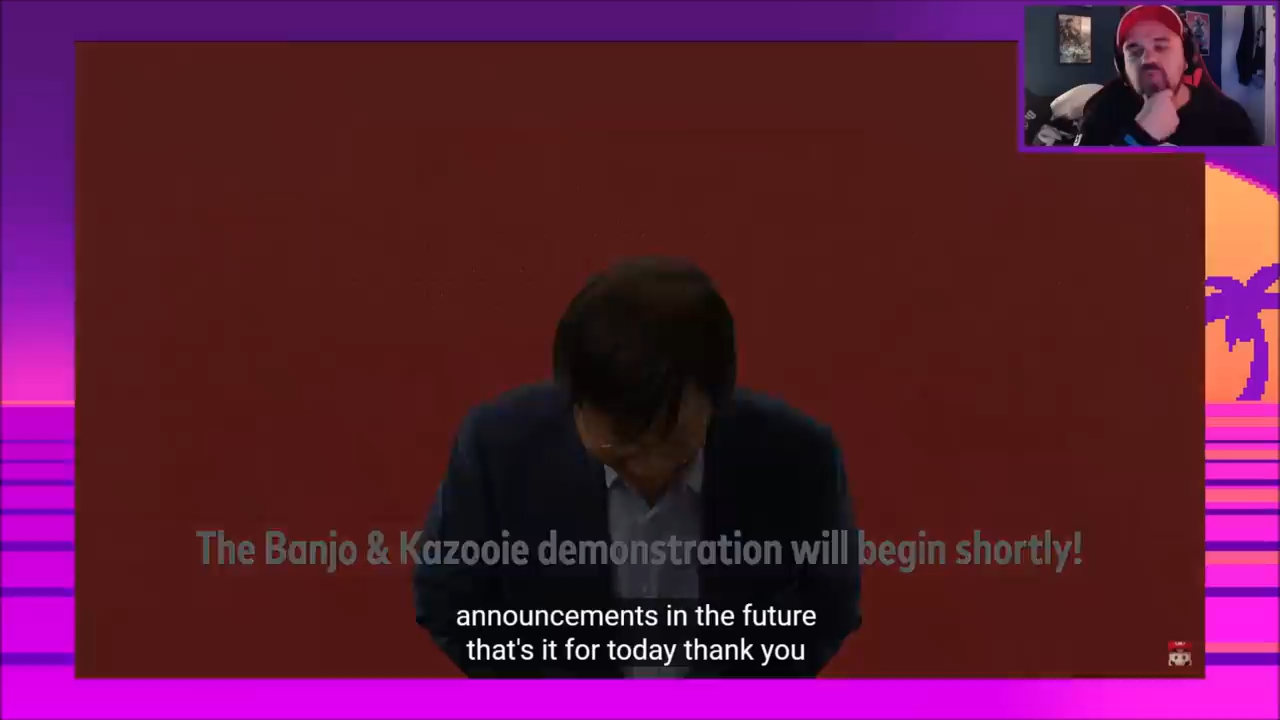 The Banjo & Kazooie demonstration will begin shortly!
announcements in the future
that's it for today thank you